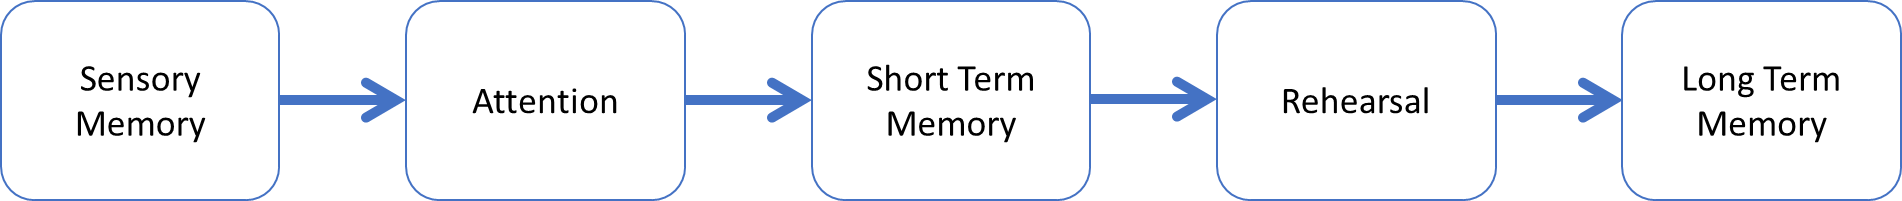 Sensory
Memory
Attention
Short Term
Memory
Rehearsal
Long Term
Memory